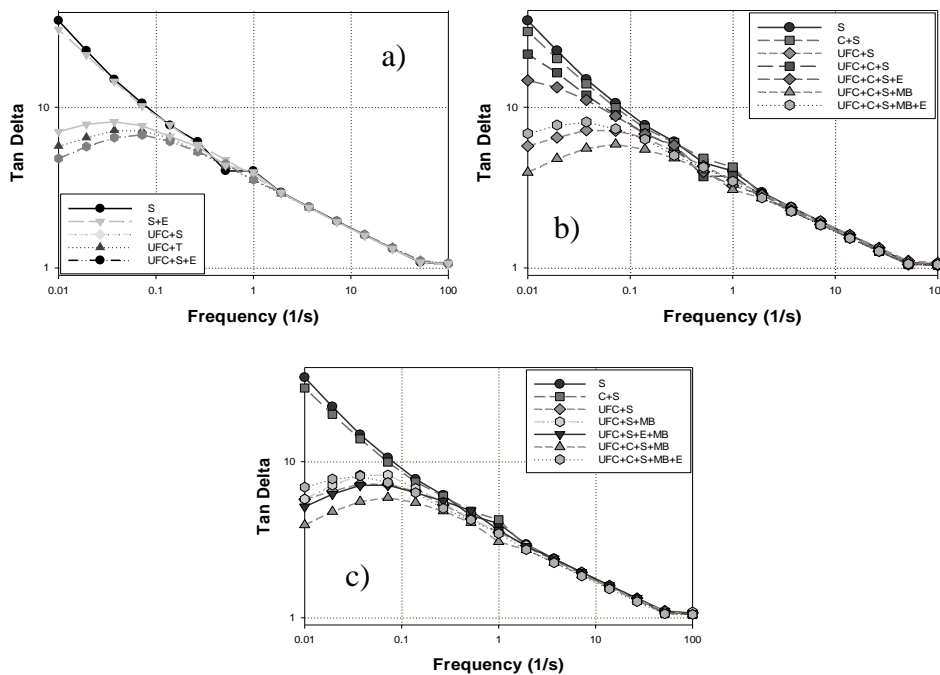 a)
Tan Delta
10
1
S
S+E
UFC+S
UFC+T
UFC+S+E
0.01
0.1
1
10
100
Frequency (1/s)
b)
Tan Delta
10
1
S
C+S
UFC+S
UFC+C+S
UFC+C+S+E
UFC+C+S+MB
UFC+C+S+MB+E
0.01
0.1
1
10
100
Frequency (1/s)
c)
Tan Delta
10
1
S
C+S
UFC+S
UFC+S+MB
UFC+S+E+MB
UFC+C+S+MB
UFC+C+S+MB+E
0.01
0.1
1
10
100
Frequency (1/s)